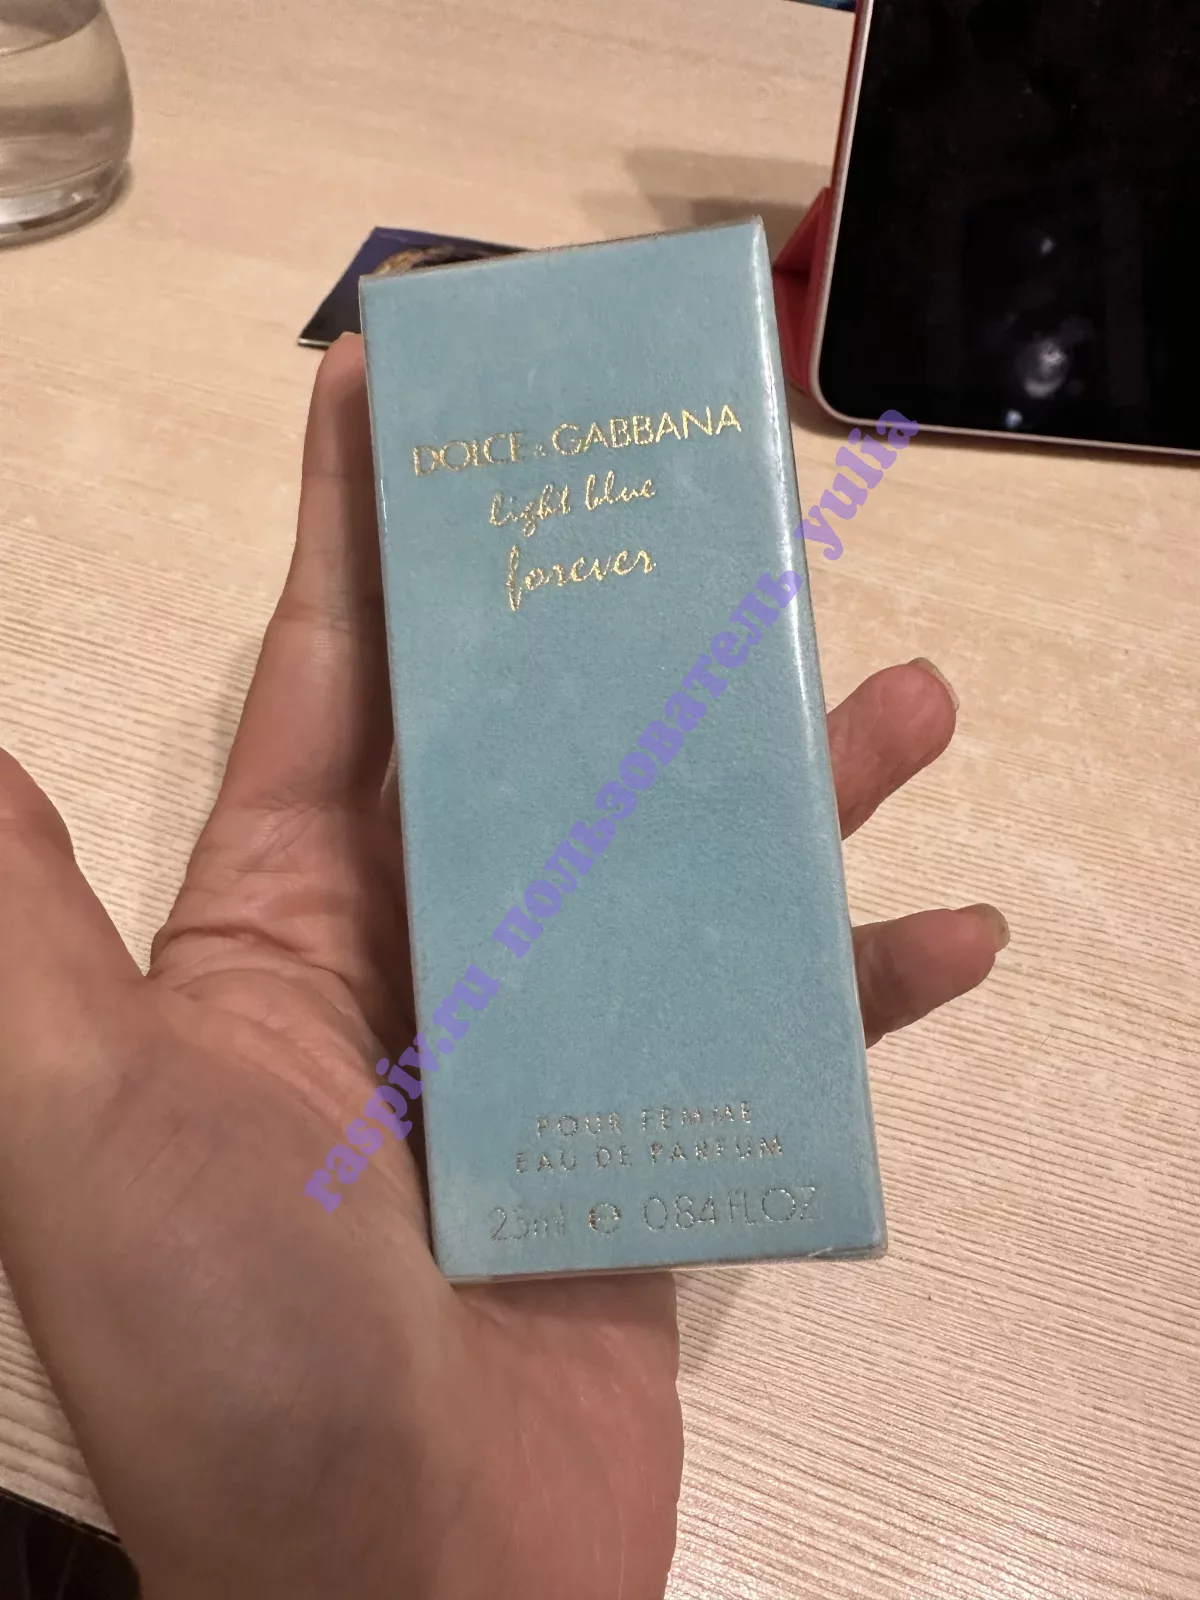 DOLCE & GABBANA
light blue
forever
POUR FEMME
EAU DE PARFUM
25ml ℮ 0.84 FL.OZ
raspiv.ru пользователь yulia